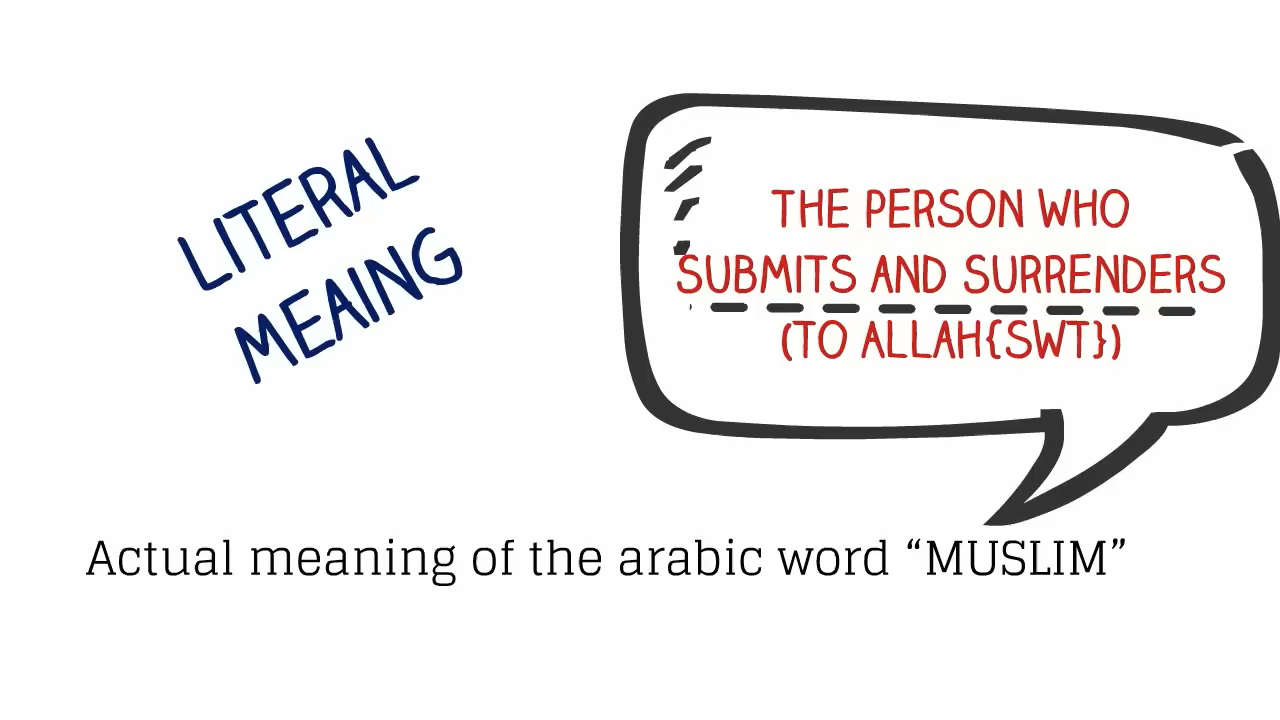 LITERAL
MEAING
THE PERSON WHO
SUBMITS AND SURRENDERS
(TO ALLAH{SWT})
Actual meaning of the arabic word “MUSLIM”